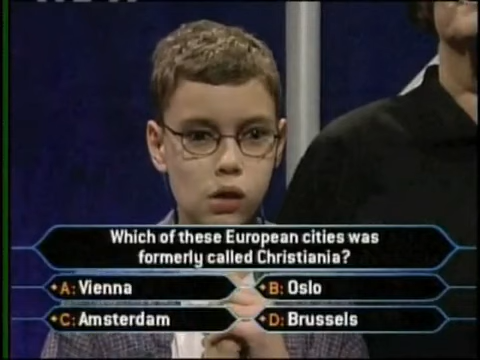 Which of these European cities was
formerly called Christiania?
A: Vienna
B: Oslo
C: Amsterdam
D: Brussels